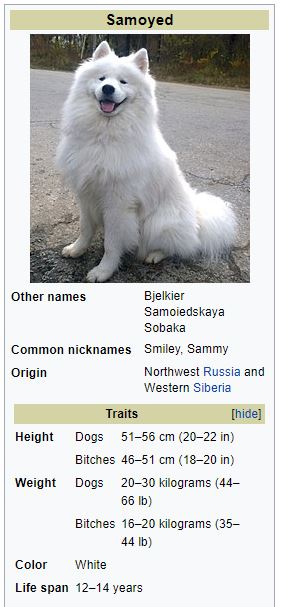 Samoyed
Other names Bjelkier
Samoiedskaya
Sobaka
Common nicknames Smiley, Sammy
Origin Northwest Russia and
Western Siberia
Traits [hide]
Height Dogs 51–56 cm (20–22 in)
Bitches 46–51 cm (18–20 in)
Weight Dogs 20–30 kilograms (44–
66 lb)
Bitches 16–20 kilograms (35–
44 lb)
Color White
Life span 12–14 years